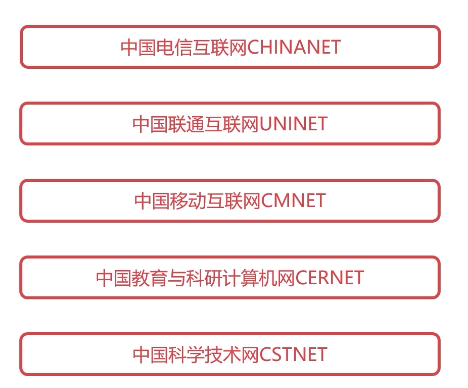 中国电信互联网CHINANET
中国联通互联网UNINET
中国移动互联网CMNET
中国教育与科研计算机网CERNET
中国科学技术网CSTNET